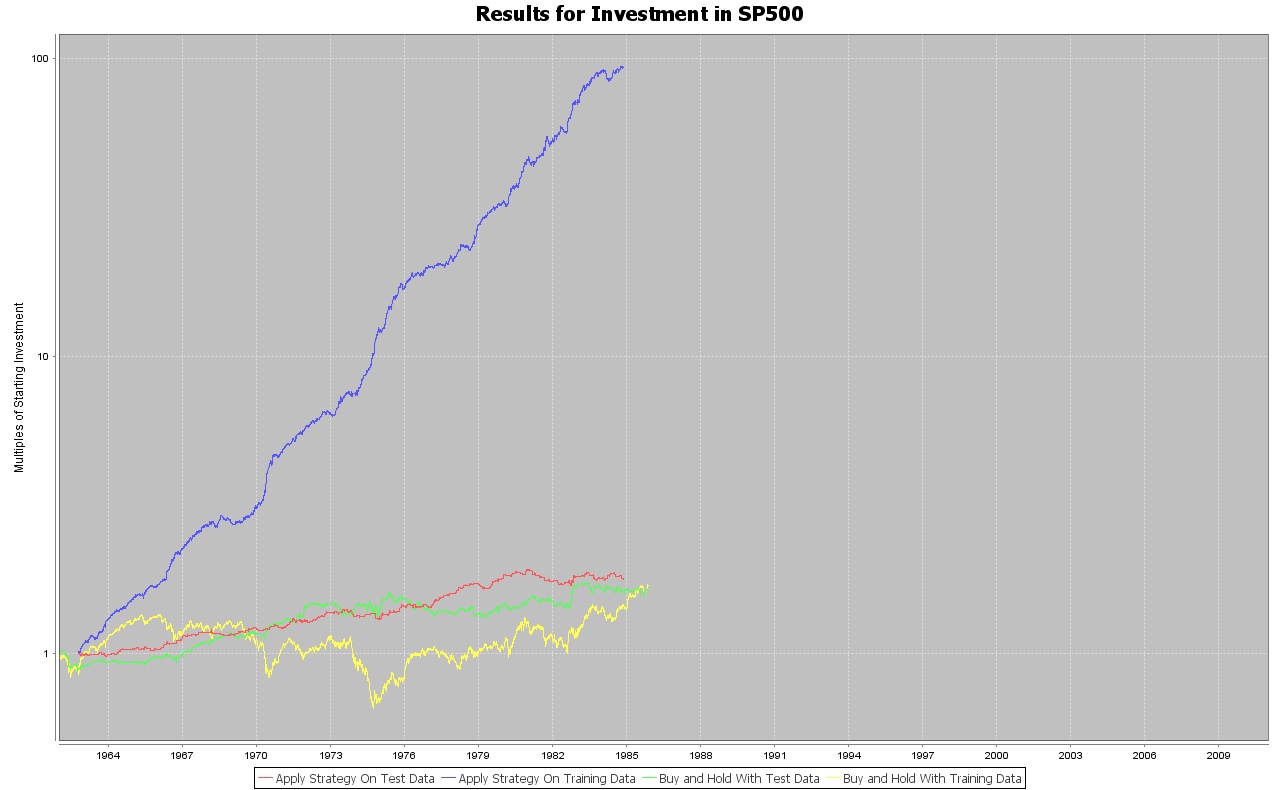 Results for Investment in SP500
Multiples of Starting Investment
100
10
1
1964 1967 1970 1973 1976 1979 1982 1985 1988 1991 1994 1997 2000 2003 2006 2009
Apply Strategy On Test Data Apply Strategy On Training Data Buy and Hold With Test Data Buy and Hold With Training Data